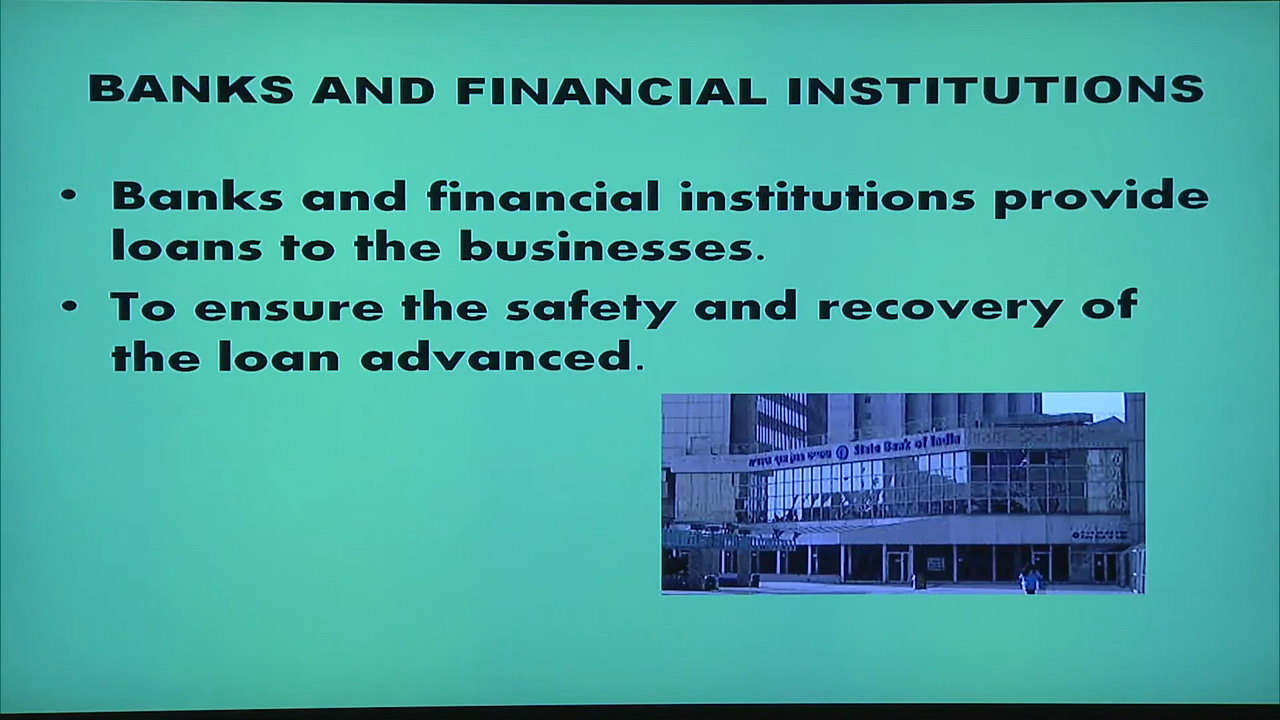 BANKS AND FINANCIAL INSTITUTIONS
• Banks and financial institutions provide
loans to the businesses.
• To ensure the safety and recovery of
the loan advanced.
State Bank of India